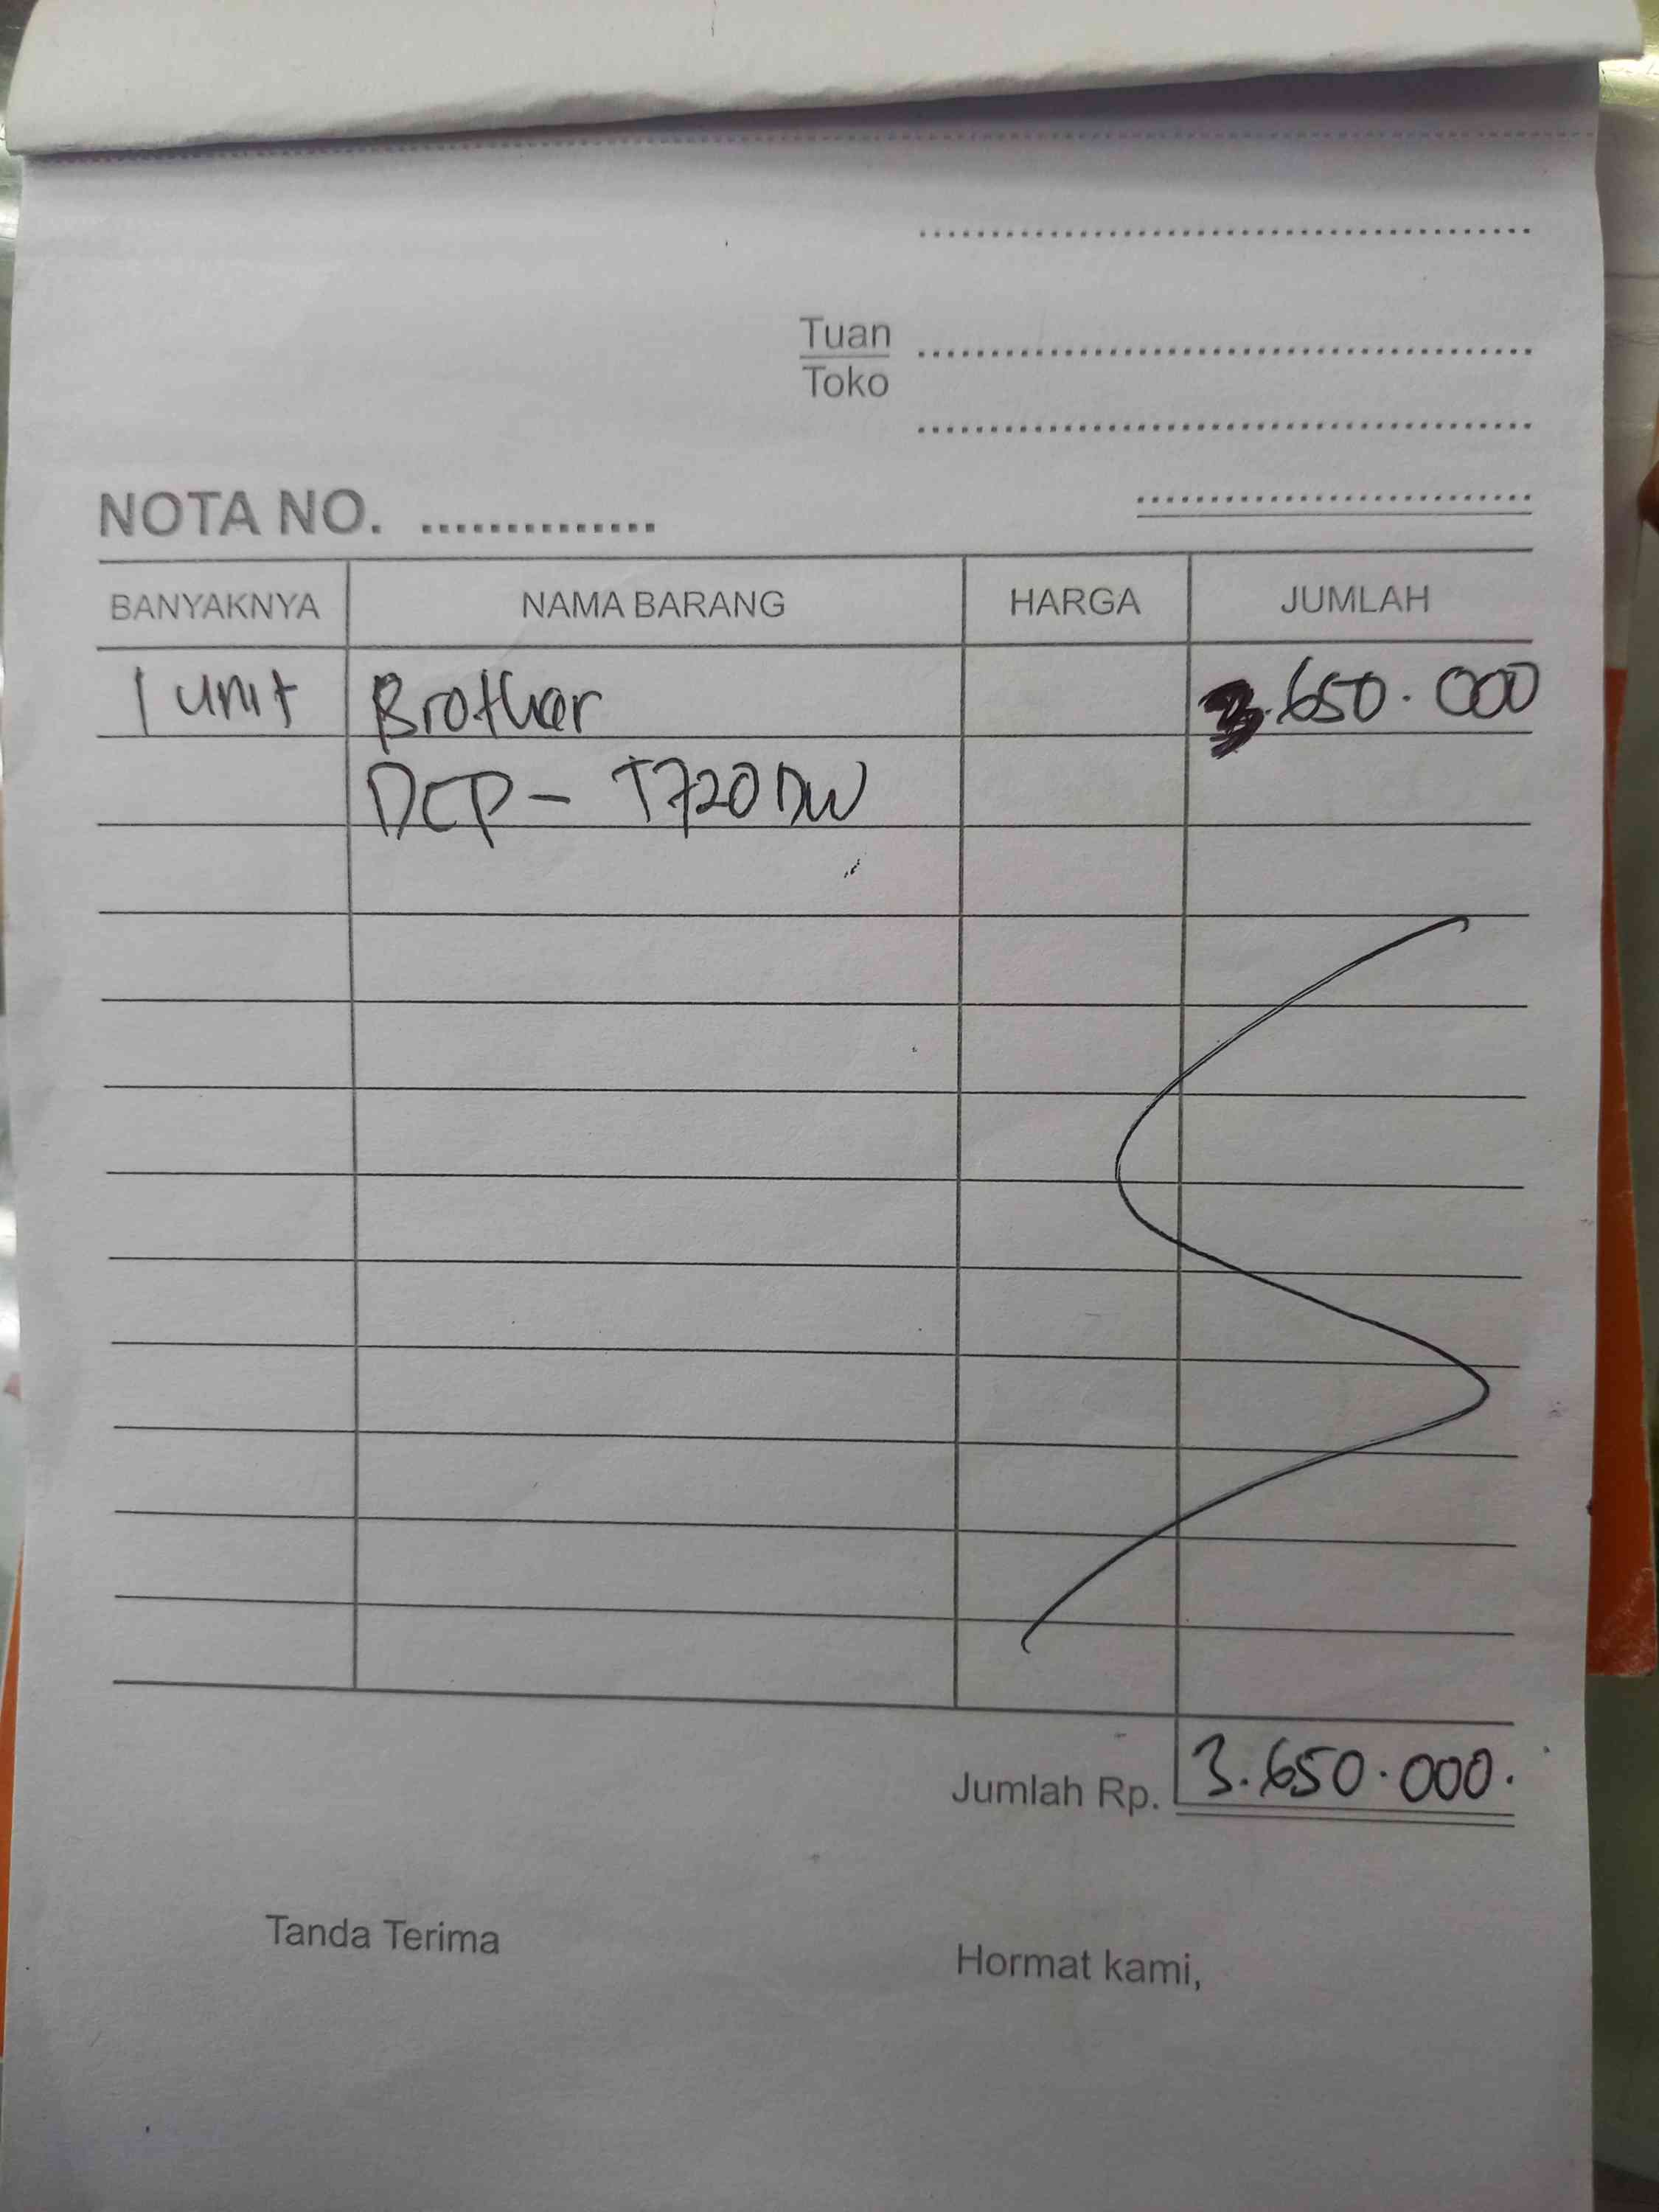 Tuan
Toko
NOTA NO. ..............
BANYAKNYA NAMA BARANG HARGA JUMLAH
1 unit Brother 3.650.000
DCP - T720DW
Jumlah Rp. 3.650.000.
Tanda Terima Hormat kami,